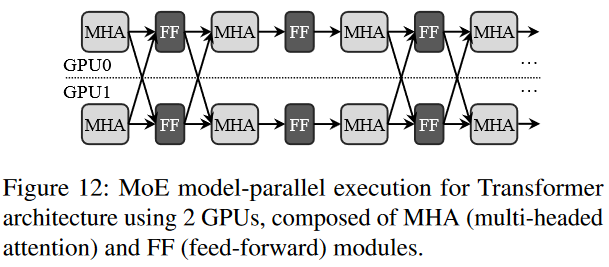 MHA FF MHA FF MHA FF MHA
GPU0 ...
GPU1 ...
MHA FF MHA FF MHA FF MHA
Figure 12: MoE model-parallel execution for Transformer
architecture using 2 GPUs, composed of MHA (multi-headed
attention) and FF (feed-forward) modules.